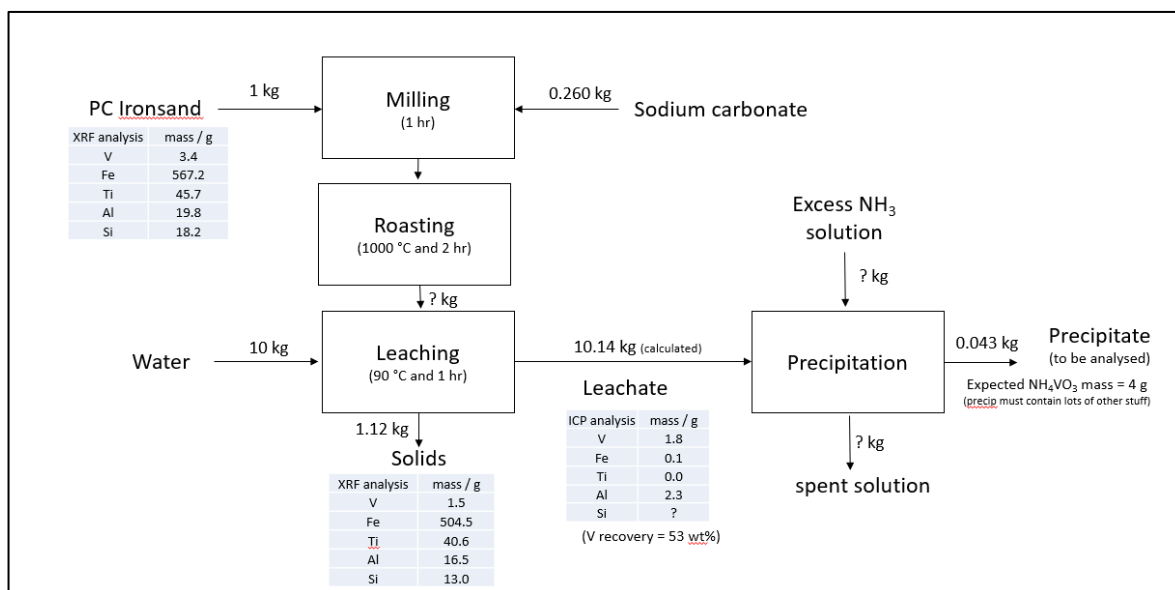 1 kg
Milling
(1 hr)
0.260 kg
PC Ironsand
Sodium carbonate
XRF analysis mass / g
V 3.4
Fe 567.2
Ti 45.7
Al 19.8
Si 18.2
Roasting
(1000 °C and 2 hr)
Excess NH₃
solution
? kg
? kg
Water
10 kg
Leaching
(90 °C and 1 hr)
10.14 kg (calculated)
Leachate
Precipitation
0.043 kg
Precipitate
(to be analysed)
Expected NH₄VO₃ mass = 4 g
(precip must contain lots of other stuff)
ICP analysis mass / g
V 1.8
Fe 0.1
Ti 0.0
Al 2.3
Si ?
(V recovery = 53 wt%)
1.12 kg
Solids
XRF analysis mass / g
V 1.5
Fe 504.5
Ti 40.6
Al 16.5
Si 13.0
? kg
spent solution